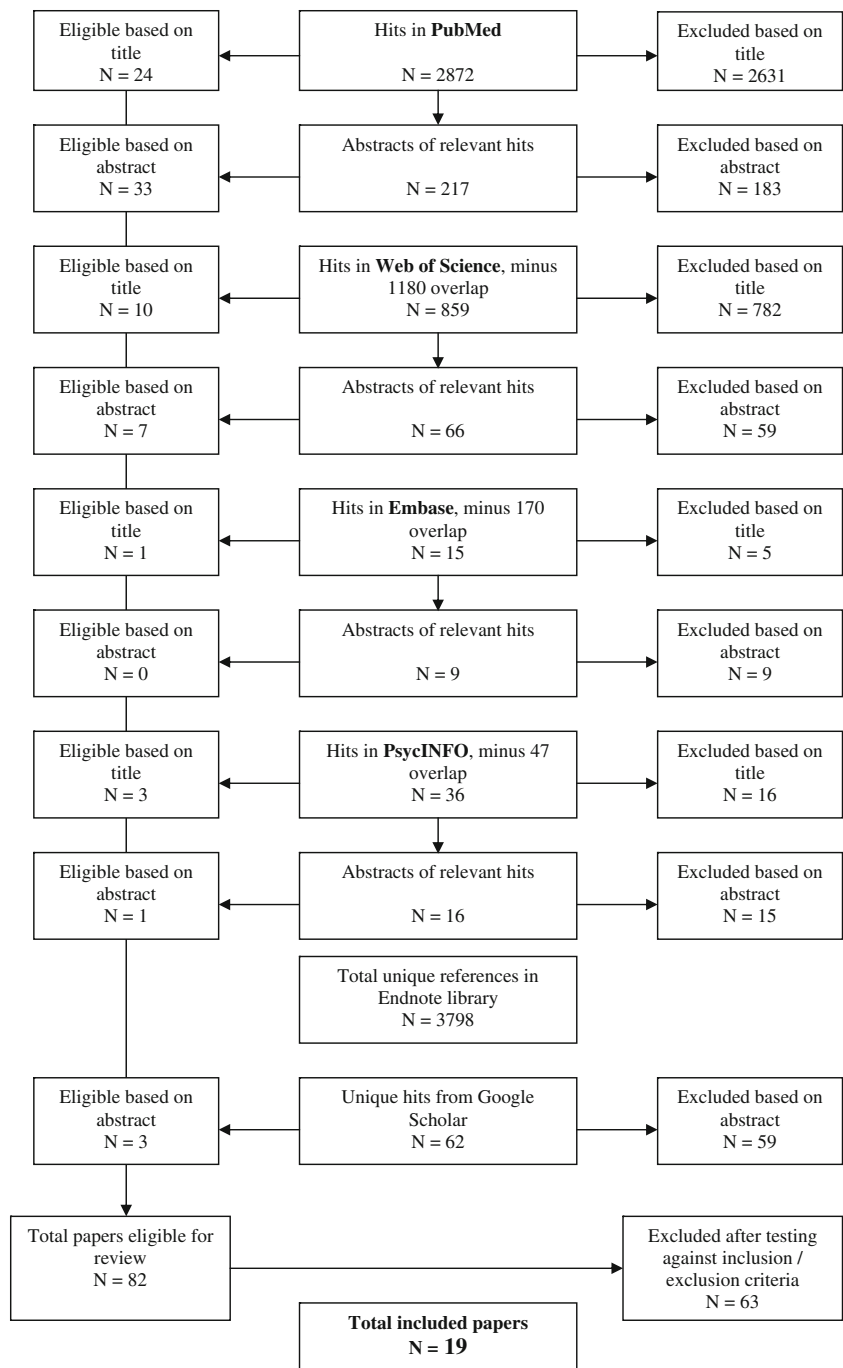 Eligible based on
title
N = 24
Hits in PubMed
N = 2872
Excluded based on
title
N = 2631
Eligible based on
abstract
N = 33
Abstracts of relevant hits
N = 217
Excluded based on
abstract
N = 183
Eligible based on
title
N = 10
Hits in Web of Science, minus
1180 overlap
N = 859
Excluded based on
title
N = 782
Eligible based on
abstract
N = 7
Abstracts of relevant hits
N = 66
Excluded based on
abstract
N = 59
Eligible based on
title
N = 1
Hits in Embase, minus 170
overlap
N = 15
Excluded based on
title
N = 5
Eligible based on
abstract
N = 0
Abstracts of relevant hits
N = 9
Excluded based on
abstract
N = 9
Eligible based on
title
N = 3
Hits in PsycINFO, minus 47
overlap
N = 36
Excluded based on
title
N = 16
Eligible based on
abstract
N = 1
Abstracts of relevant hits
N = 16
Excluded based on
abstract
N = 15
Total unique references in
Endnote library
N = 3798
Eligible based on
abstract
N = 3
Unique hits from Google
Scholar
N = 62
Excluded based on
abstract
N = 59
Total papers eligible for
review
N = 82
Excluded after testing
against inclusion /
exclusion criteria
N = 63
Total included papers
N = 19